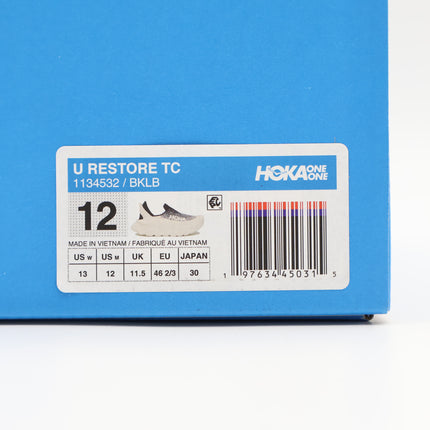 U RESTORE TC
1134532 / BKLB
HOKA ONE ONE
12
MADE IN VIETNAM / FABRIQUÉ AU VIETNAM
US W US M UK EU JAPAN
13 12 11.5 46 2/3 30
1 97634 45031 5